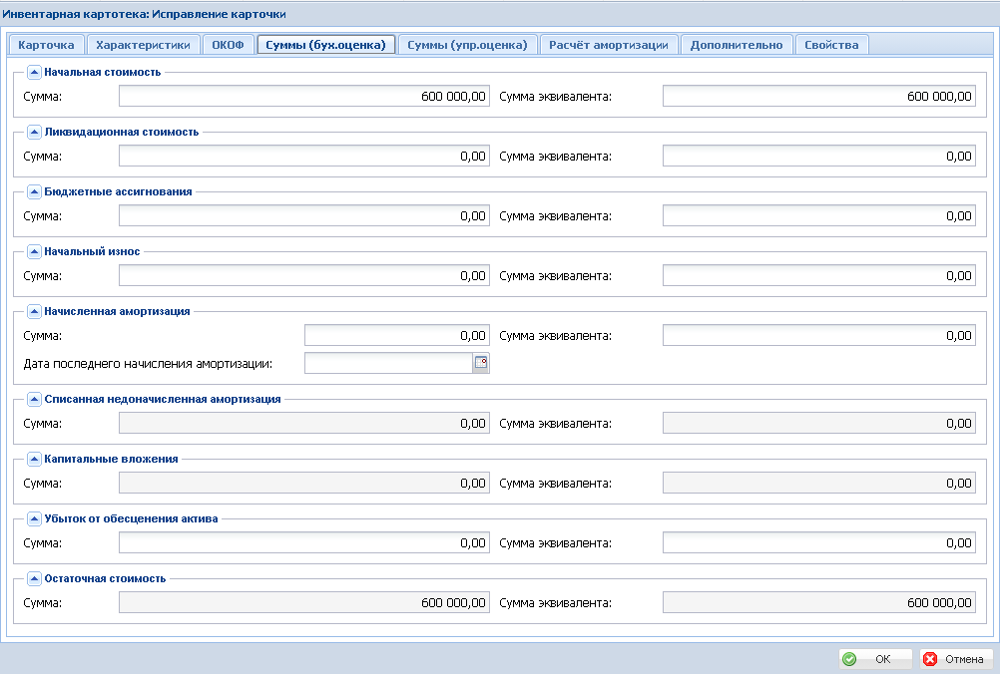 Инвентарная картотека: Исправление карточки
Карточка Характеристики ОКОФ Суммы (бух.оценка) Суммы (упр.оценка) Расчёт амортизации Дополнительно Свойства
Начальная стоимость
Сумма: 600 000,00 Сумма эквивалента: 600 000,00
Ликвидационная стоимость
Сумма: 0,00 Сумма эквивалента: 0,00
Бюджетные ассигнования
Сумма: 0,00 Сумма эквивалента: 0,00
Начальный износ
Сумма: 0,00 Сумма эквивалента: 0,00
Начисленная амортизация
Сумма: 0,00 Сумма эквивалента: 0,00
Дата последнего начисления амортизации:
Списанная недоначисленная амортизация
Сумма: 0,00 Сумма эквивалента: 0,00
Капитальные вложения
Сумма: 0,00 Сумма эквивалента: 0,00
Убыток от обесценения актива
Сумма: 0,00 Сумма эквивалента: 0,00
Остаточная стоимость
Сумма: 600 000,00 Сумма эквивалента: 600 000,00
ОК Отмена